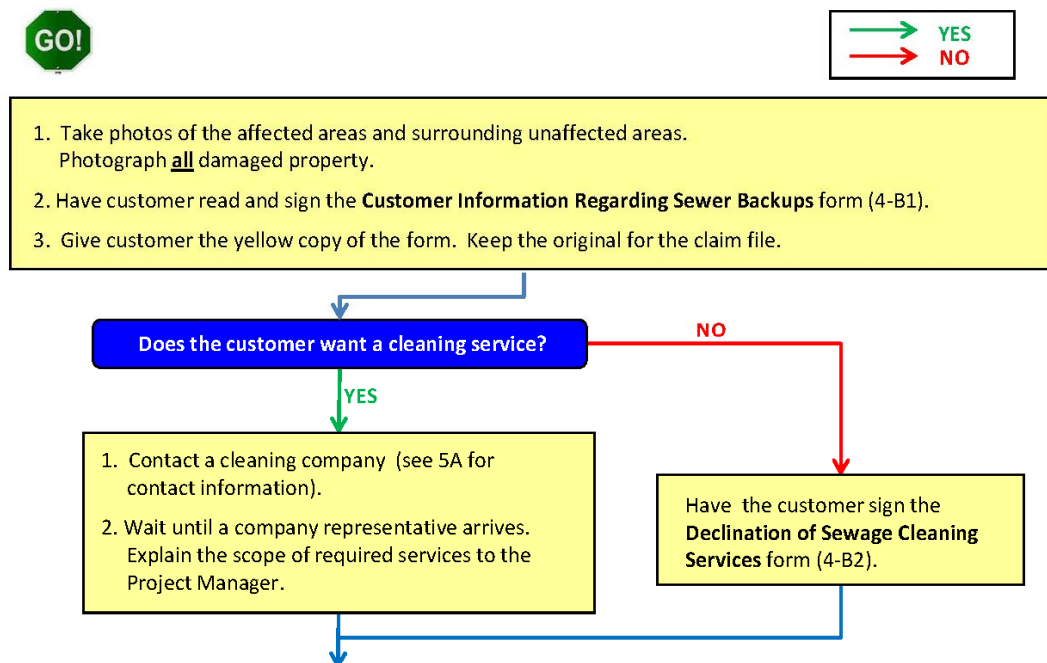 GO!
YES
NO
1. Take photos of the affected areas and surrounding unaffected areas.
Photograph all damaged property.
2. Have customer read and sign the Customer Information Regarding Sewer Backups form (4-B1).
3. Give customer the yellow copy of the form. Keep the original for the claim file.
Does the customer want a cleaning service?
NO
YES
1. Contact a cleaning company (see 5A for
contact information).
2. Wait until a company representative arrives.
Explain the scope of required services to the
Project Manager.
Have the customer sign the
Declination of Sewage Cleaning
Services form (4-B2).